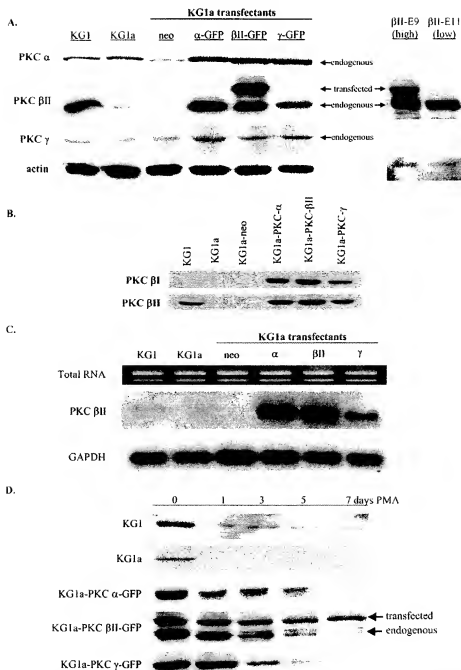 A.
KG1a transfectants
KG1 KG1a neo α-GFP βII-GFP γ-GFP
βII-E9 (high) βII-E11 (low)
PKC α
endogenous
transfected
PKC βII
endogenous
PKC γ
endogenous
actin
B.
KG1 KG1a KG1a-neo KG1a-PKC-α KG1a-PKC-βII KG1a-PKC-γ
PKC βI
PKC βII
C.
KG1a transfectants
KG1 KG1a neo α βII γ
Total RNA
PKC βII
GAPDH
D.
0 1 3 5 7 days PMA
KG1
KG1a
KG1a-PKC α-GFP
transfected
KG1a-PKC βII-GFP
endogenous
KG1a-PKC γ-GFP